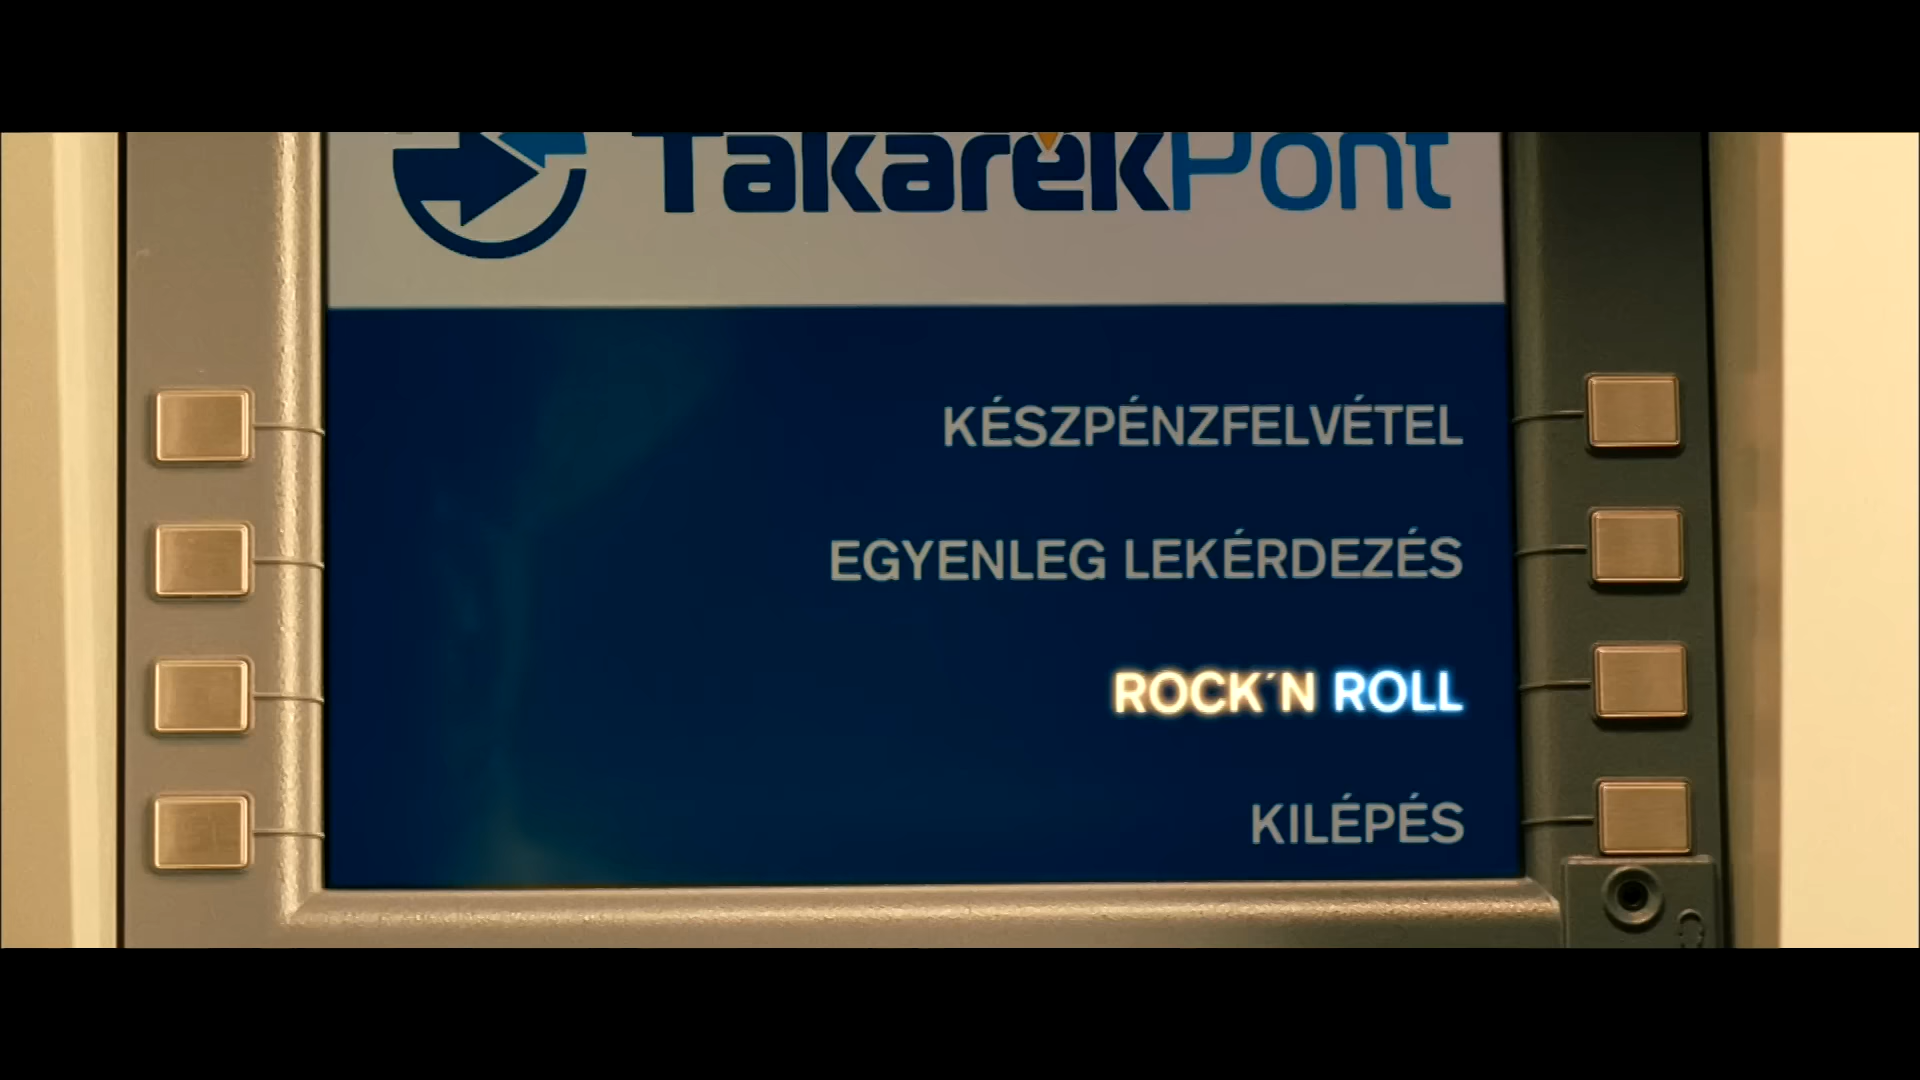 TakarékPont
KÉSZPÉNZFELVÉTEL
EGYENLEG LEKÉRDEZÉS
ROCK´N ROLL
KILÉPÉS